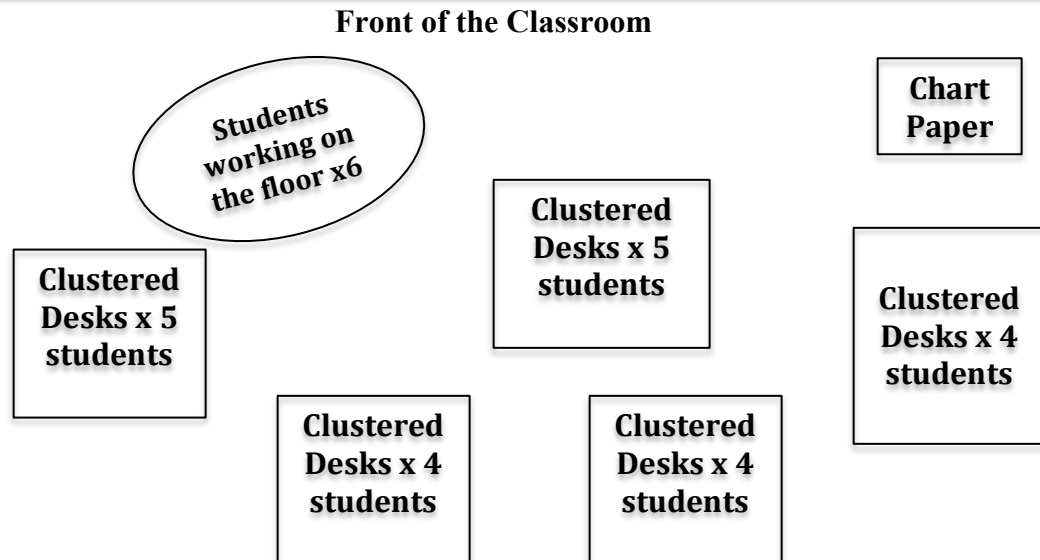 Front of the Classroom
Students
working on
the floor x6
Chart
Paper
Clustered
Desks x 5
students
Clustered
Desks x 5
students
Clustered
Desks x 4
students
Clustered
Desks x 4
students
Clustered
Desks x 4
students